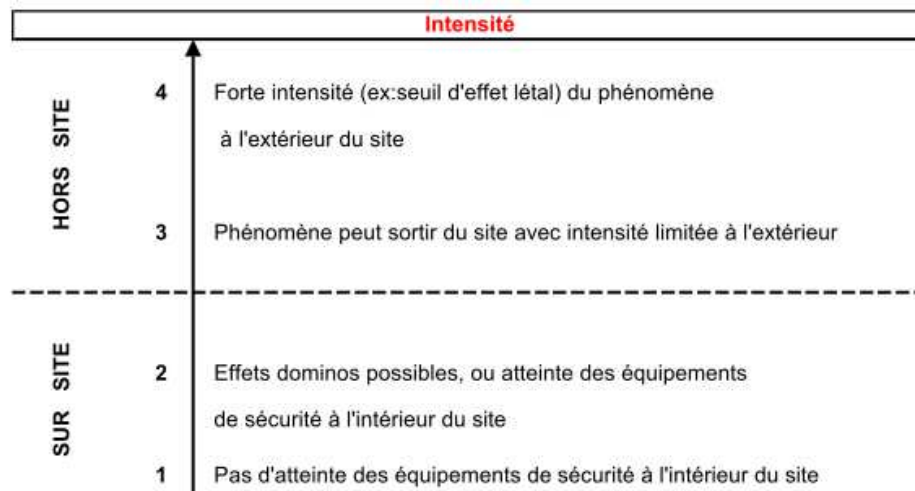 Intensité
HORS SITE
4 Forte intensité (ex:seuil d'effet létal) du phénomène
à l'extérieur du site
3 Phénomène peut sortir du site avec intensité limitée à l'extérieur
SUR SITE
2 Effets dominos possibles, ou atteinte des équipements
de sécurité à l'intérieur du site
1 Pas d'atteinte des équipements de sécurité à l'intérieur du site